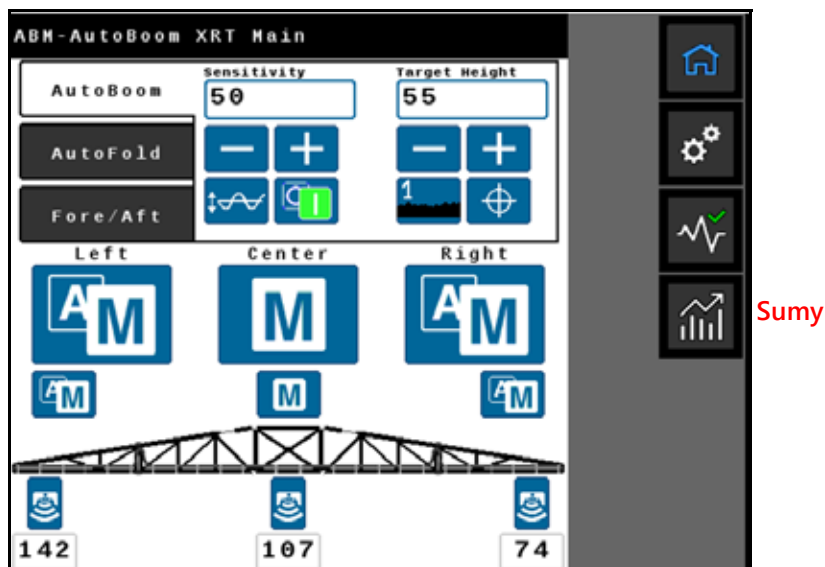 ABM-AutoBoom XRT Main
AutoBoom
AutoFold
Fore/Aft
Sensitivity
50
Target Height
55
1
Left
Center
Right
A M
M
A M
A M
M
A M
142
107
74
Sumy